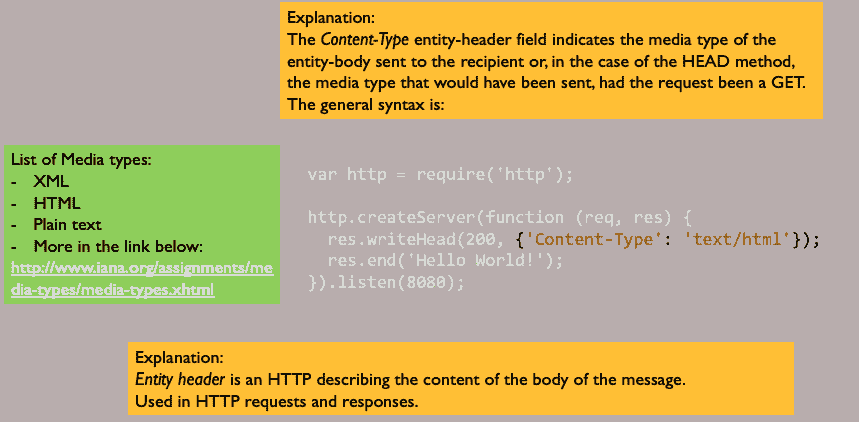 Explanation:
The Content-Type entity-header field indicates the media type of the
entity-body sent to the recipient or, in the case of the HEAD method,
the media type that would have been sent, had the request been a GET.
The general syntax is:
List of Media types:
- XML
- HTML
- Plain text
- More in the link below:
http://www.iana.org/assignments/me
dia-types/media-types.xhtml
var http = require('http');
http.createServer(function (req, res) {
res.writeHead(200, {'Content-Type': 'text/html'});
res.end('Hello World!');
}).listen(8080);
Explanation:
Entity header is an HTTP describing the content of the body of the message.
Used in HTTP requests and responses.